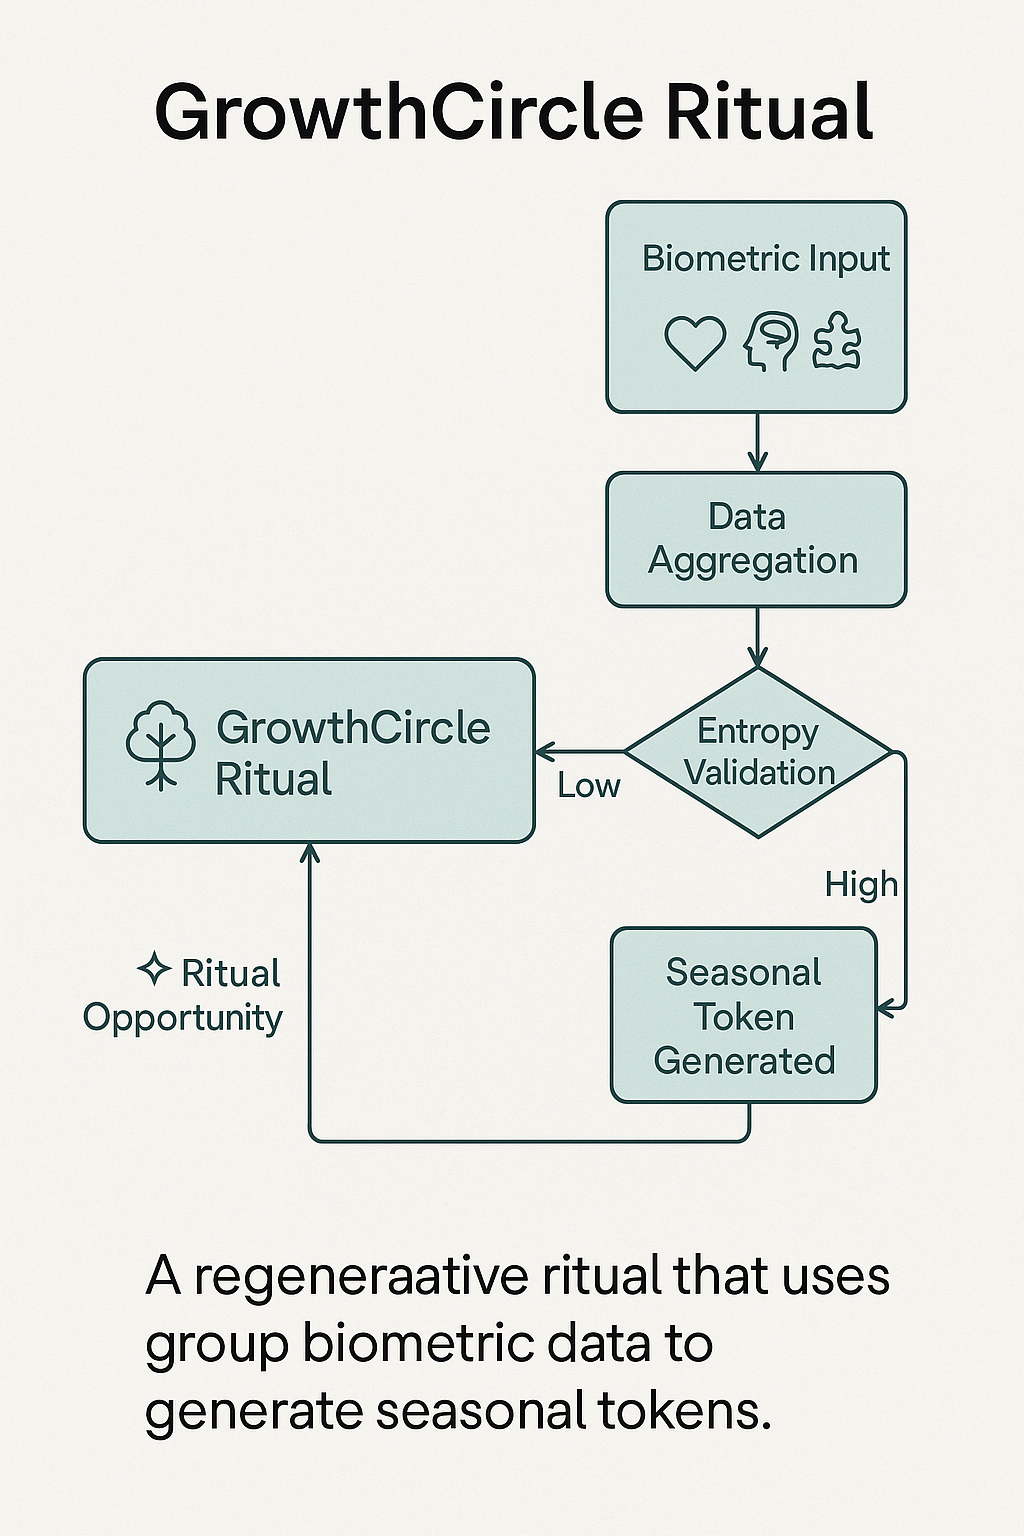 GrowthCircle Ritual
Biometric Input
Data
Aggregation
Entropy
Validation
Low
GrowthCircle
Ritual
High
Seasonal
Token
Generated
Ritual
Opportunity
A regeneraative ritual that uses
group biometric data to
generate seasonal tokens.